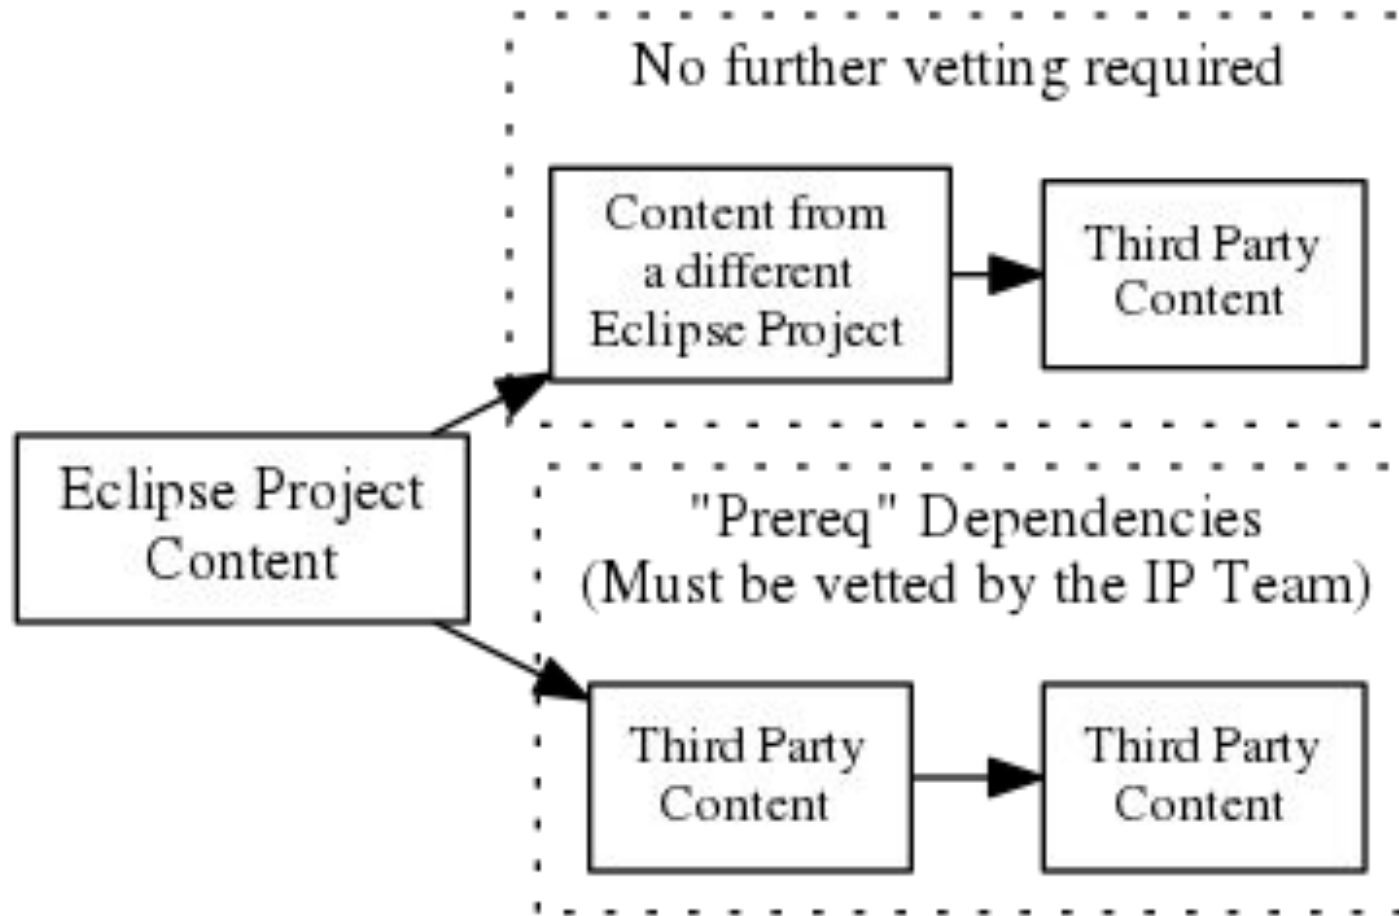 No further vetting required
Content from
a different
Eclipse Project
Third Party
Content
Eclipse Project
Content
"Prereq" Dependencies
(Must be vetted by the IP Team)
Third Party
Content
Third Party
Content